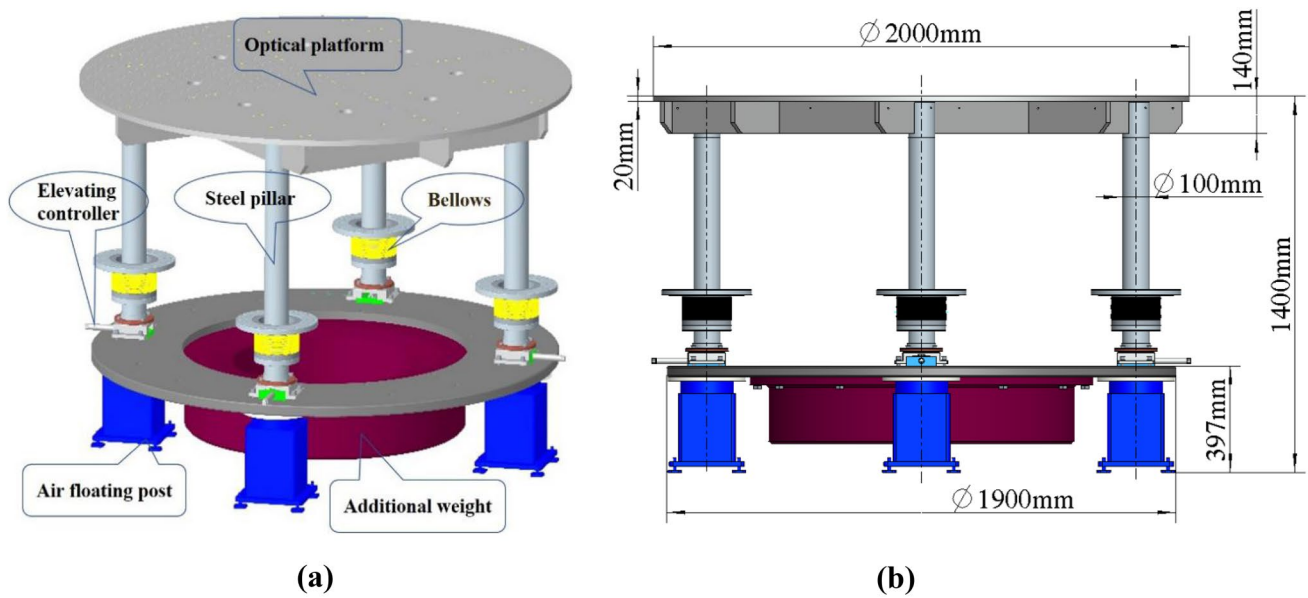 Optical platform
Elevating
controller
Steel pillar
Bellows
Air floating post
Additional weight
(a)
∅ 2000mm
140mm
20mm
∅ 100mm
1400mm
397mm
∅ 1900mm
(b)